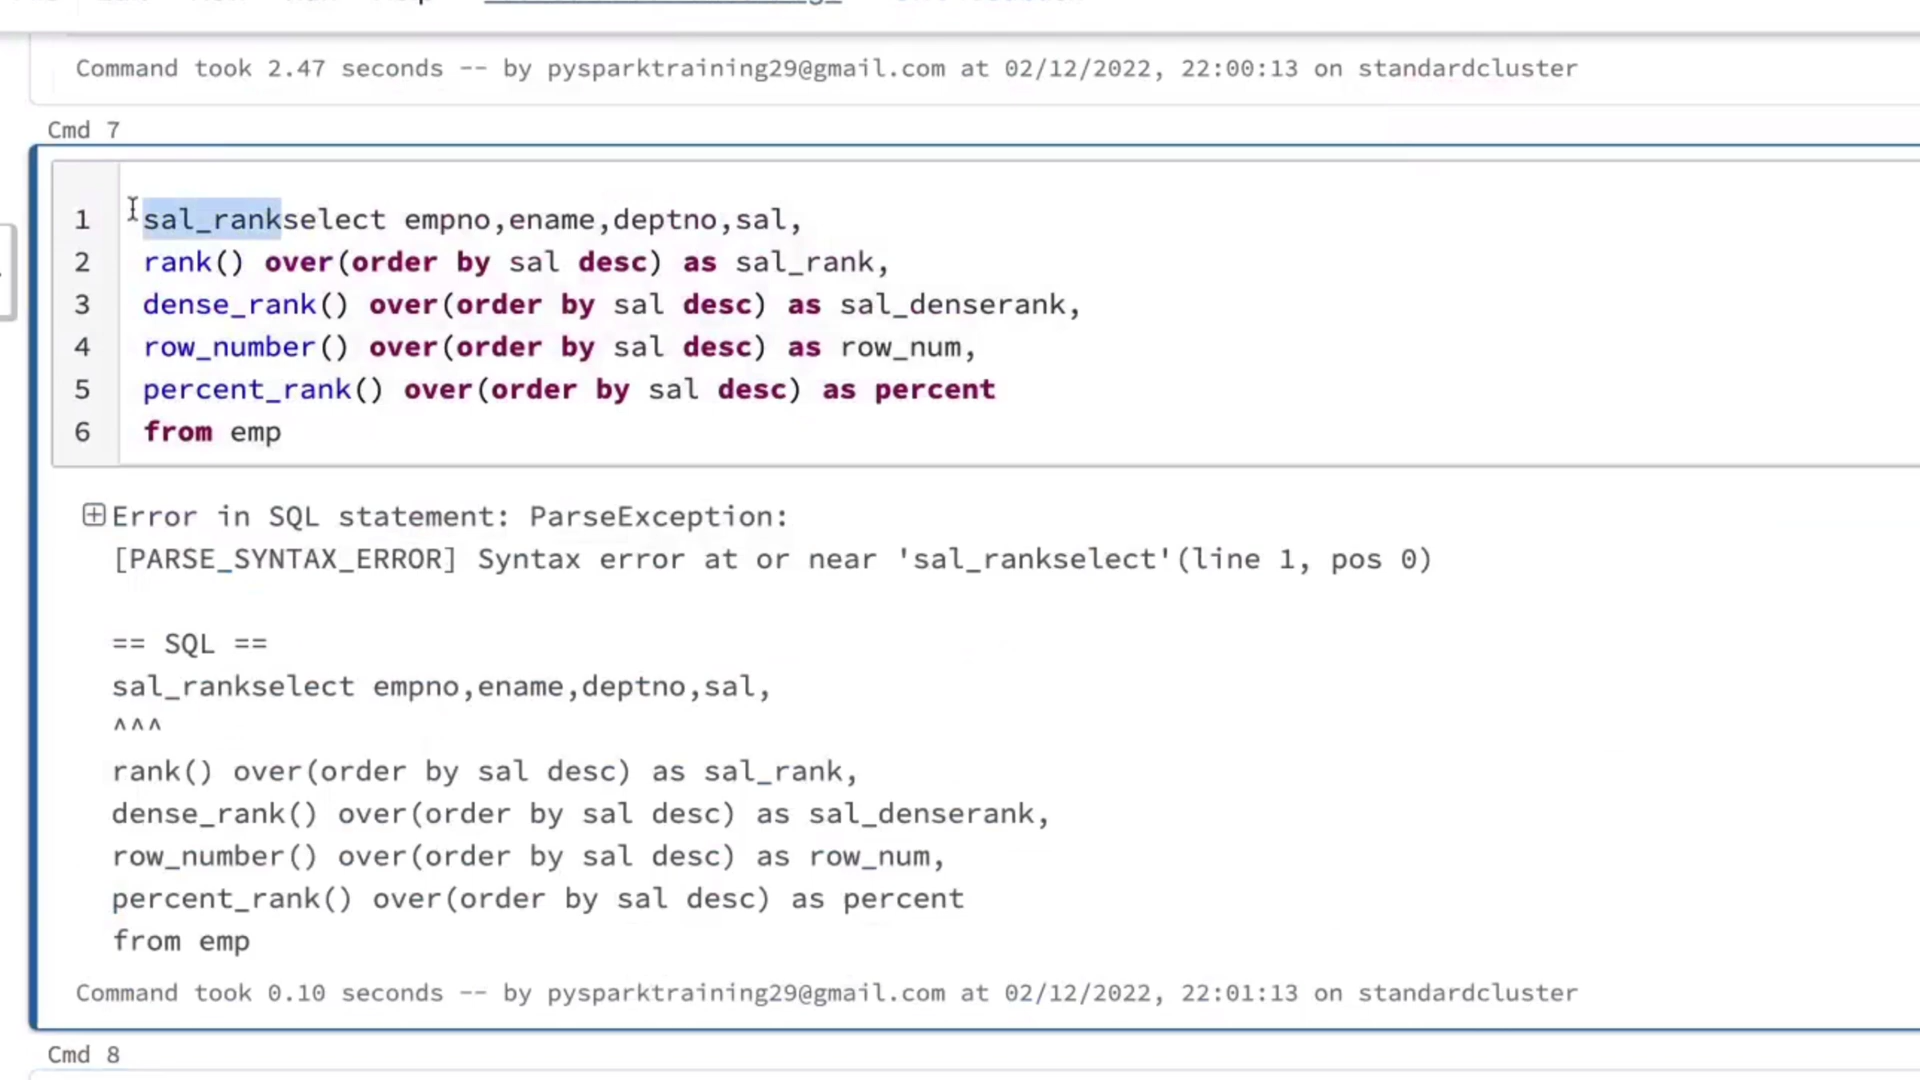 Command took 2.47 seconds -- by pysparktraining29@gmail.com at 02/12/2022, 22:00:13 on standardcluster
Cmd 7
1 sal_rankselect empno,ename,deptno,sal,
2 rank() over(order by sal desc) as sal_rank,
3 dense_rank() over(order by sal desc) as sal_denserank,
4 row_number() over(order by sal desc) as row_num,
5 percent_rank() over(order by sal desc) as percent
6 from emp
Error in SQL statement: ParseException:
[PARSE_SYNTAX_ERROR] Syntax error at or near 'sal_rankselect'(line 1, pos 0)
== SQL ==
sal_rankselect empno,ename,deptno,sal,
^^^
rank() over(order by sal desc) as sal_rank,
dense_rank() over(order by sal desc) as sal_denserank,
row_number() over(order by sal desc) as row_num,
percent_rank() over(order by sal desc) as percent
from emp
Command took 0.10 seconds -- by pysparktraining29@gmail.com at 02/12/2022, 22:01:13 on standardcluster
Cmd 8